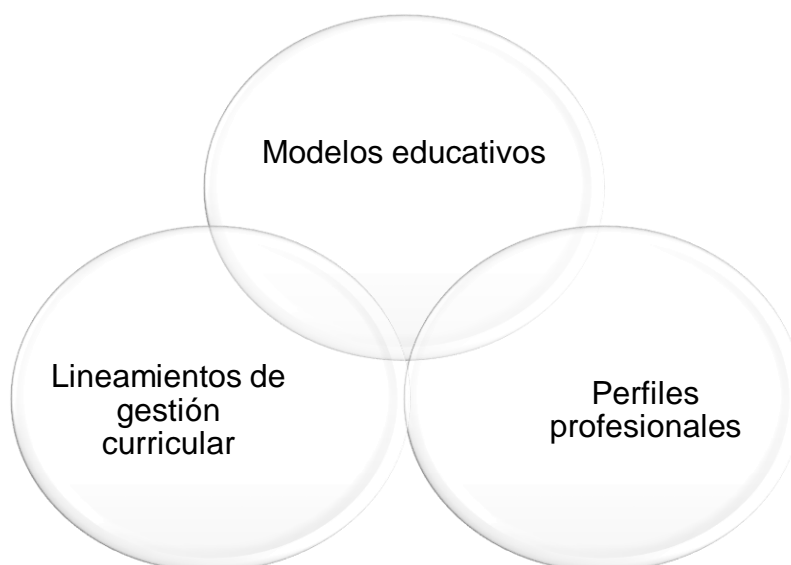 Modelos educativos
Lineamientos de
gestión
curricular
Perfiles
profesionales